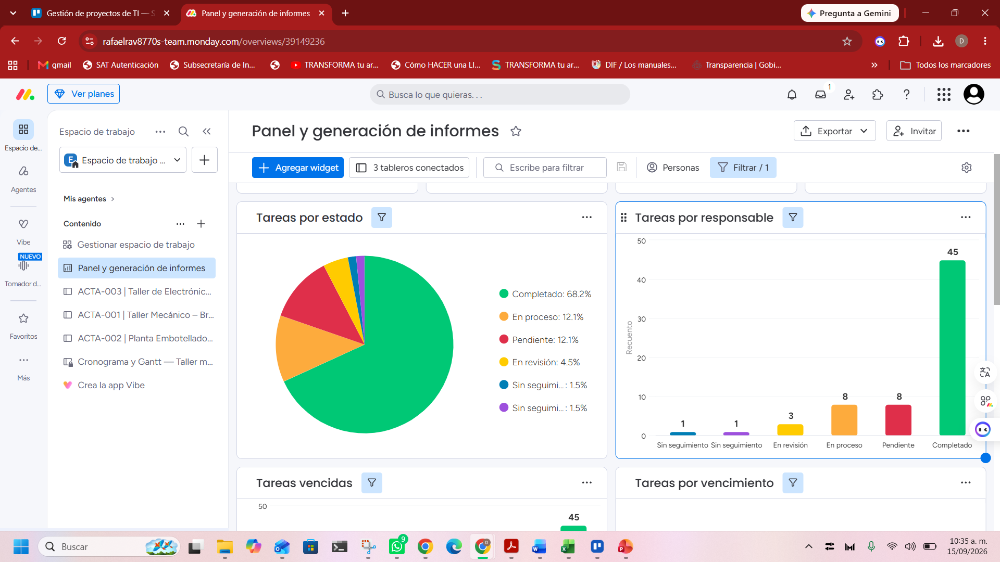 Gestión de proyectos de TI — S
Panel y generación de informes
Pregunta a Gemini
rafaelrav8770s-team.monday.com/overviews/39149236
D
gmail
SAT Autenticación
Subsecretaría de In...
TRANSFORMA tu ar...
Cómo HACER una LI...
TRANSFORMA tu ar...
DIF / Los manuales...
Transparencia | Gobi...
Todos los marcadores
Ver planes
Busca lo que quieras. . .
1
Espacio de...
Agentes
Vibe
NUEVO
Tomador d...
Favoritos
Más
Espacio de trabajo
E
Espacio de trabajo ...
Mis agentes
Contenido
Gestionar espacio de trabajo
Panel y generación de informes
ACTA-003 | Taller de Electrónic...
ACTA-001 | Taller Mecánico – Br...
ACTA-002 | Planta Embotellado...
Cronograma y Gantt — Taller m...
Crea la app Vibe
Panel y generación de informes
Exportar
Invitar
Agregar widget
3 tableros conectados
Escribe para filtrar
Personas
Filtrar / 1
Tareas por estado
Completado: 68.2%
En proceso: 12.1%
Pendiente: 12.1%
En revisión: 4.5%
Sin seguimi... : 1.5%
Sin seguimi... : 1.5%
Tareas por responsable
Recuento
50
40
30
20
10
0
1
1
3
8
8
45
Sin seguimiento
Sin seguimiento
En revisión
En proceso
Pendiente
Completado
Tareas vencidas
50
45
Tareas por vencimiento
Buscar
9
10:35 a. m.
15/09/2026